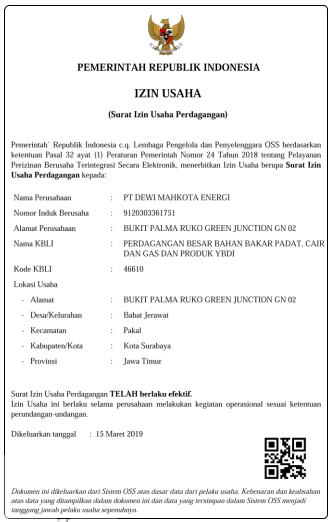 PEMERINTAH REPUBLIK INDONESIA
IZIN USAHA
(Surat Izin Usaha Perdagangan)
Pemerintah` Republik Indonesia c.q. Lembaga Pengelola dan Penyelenggara OSS berdasarkan
ketentuan Pasal 32 ayat (1) Peraturan Pemerintah Nomor 24 Tahun 2018 tentang Pelayanan
Perizinan Berusaha Terintegrasi Secara Elektronik, menerbitkan Izin Usaha berupa Surat Izin
Usaha Perdagangan kepada:
Nama Perusahaan : PT DEWI MAHKOTA ENERGI
Nomor Induk Berusaha : 9120303361751
Alamat Perusahaan : BUKIT PALMA RUKO GREEN JUNCTION GN 02
Nama KBLI : PERDAGANGAN BESAR BAHAN BAKAR PADAT, CAIR
DAN GAS DAN PRODUK YBDI
Kode KBLI : 46610
Lokasi Usaha
- Alamat : BUKIT PALMA RUKO GREEN JUNCTION GN 02
- Desa/Kelurahan : Babat Jerawat
- Kecamatan : Pakal
- Kabupaten/Kota : Kota Surabaya
- Provinsi : Jawa Timur
Surat Izin Usaha Perdagangan TELAH berlaku efektif.
Izin Usaha ini berlaku selama perusahaan melakukan kegiatan operasional sesuai ketentuan
perundangan-undangan.
Dikeluarkan tanggal : 15 Maret 2019
Dokumen ini dikeluarkan dari Sistem OSS atas dasar data dari pelaku usaha. Kebenaran dan keabsahan
atas data yang ditampilkan dalam dokumen ini dan data yang tersimpan dalam Sistem OSS menjadi
tanggung jawab pelaku usaha sepenuhnya.